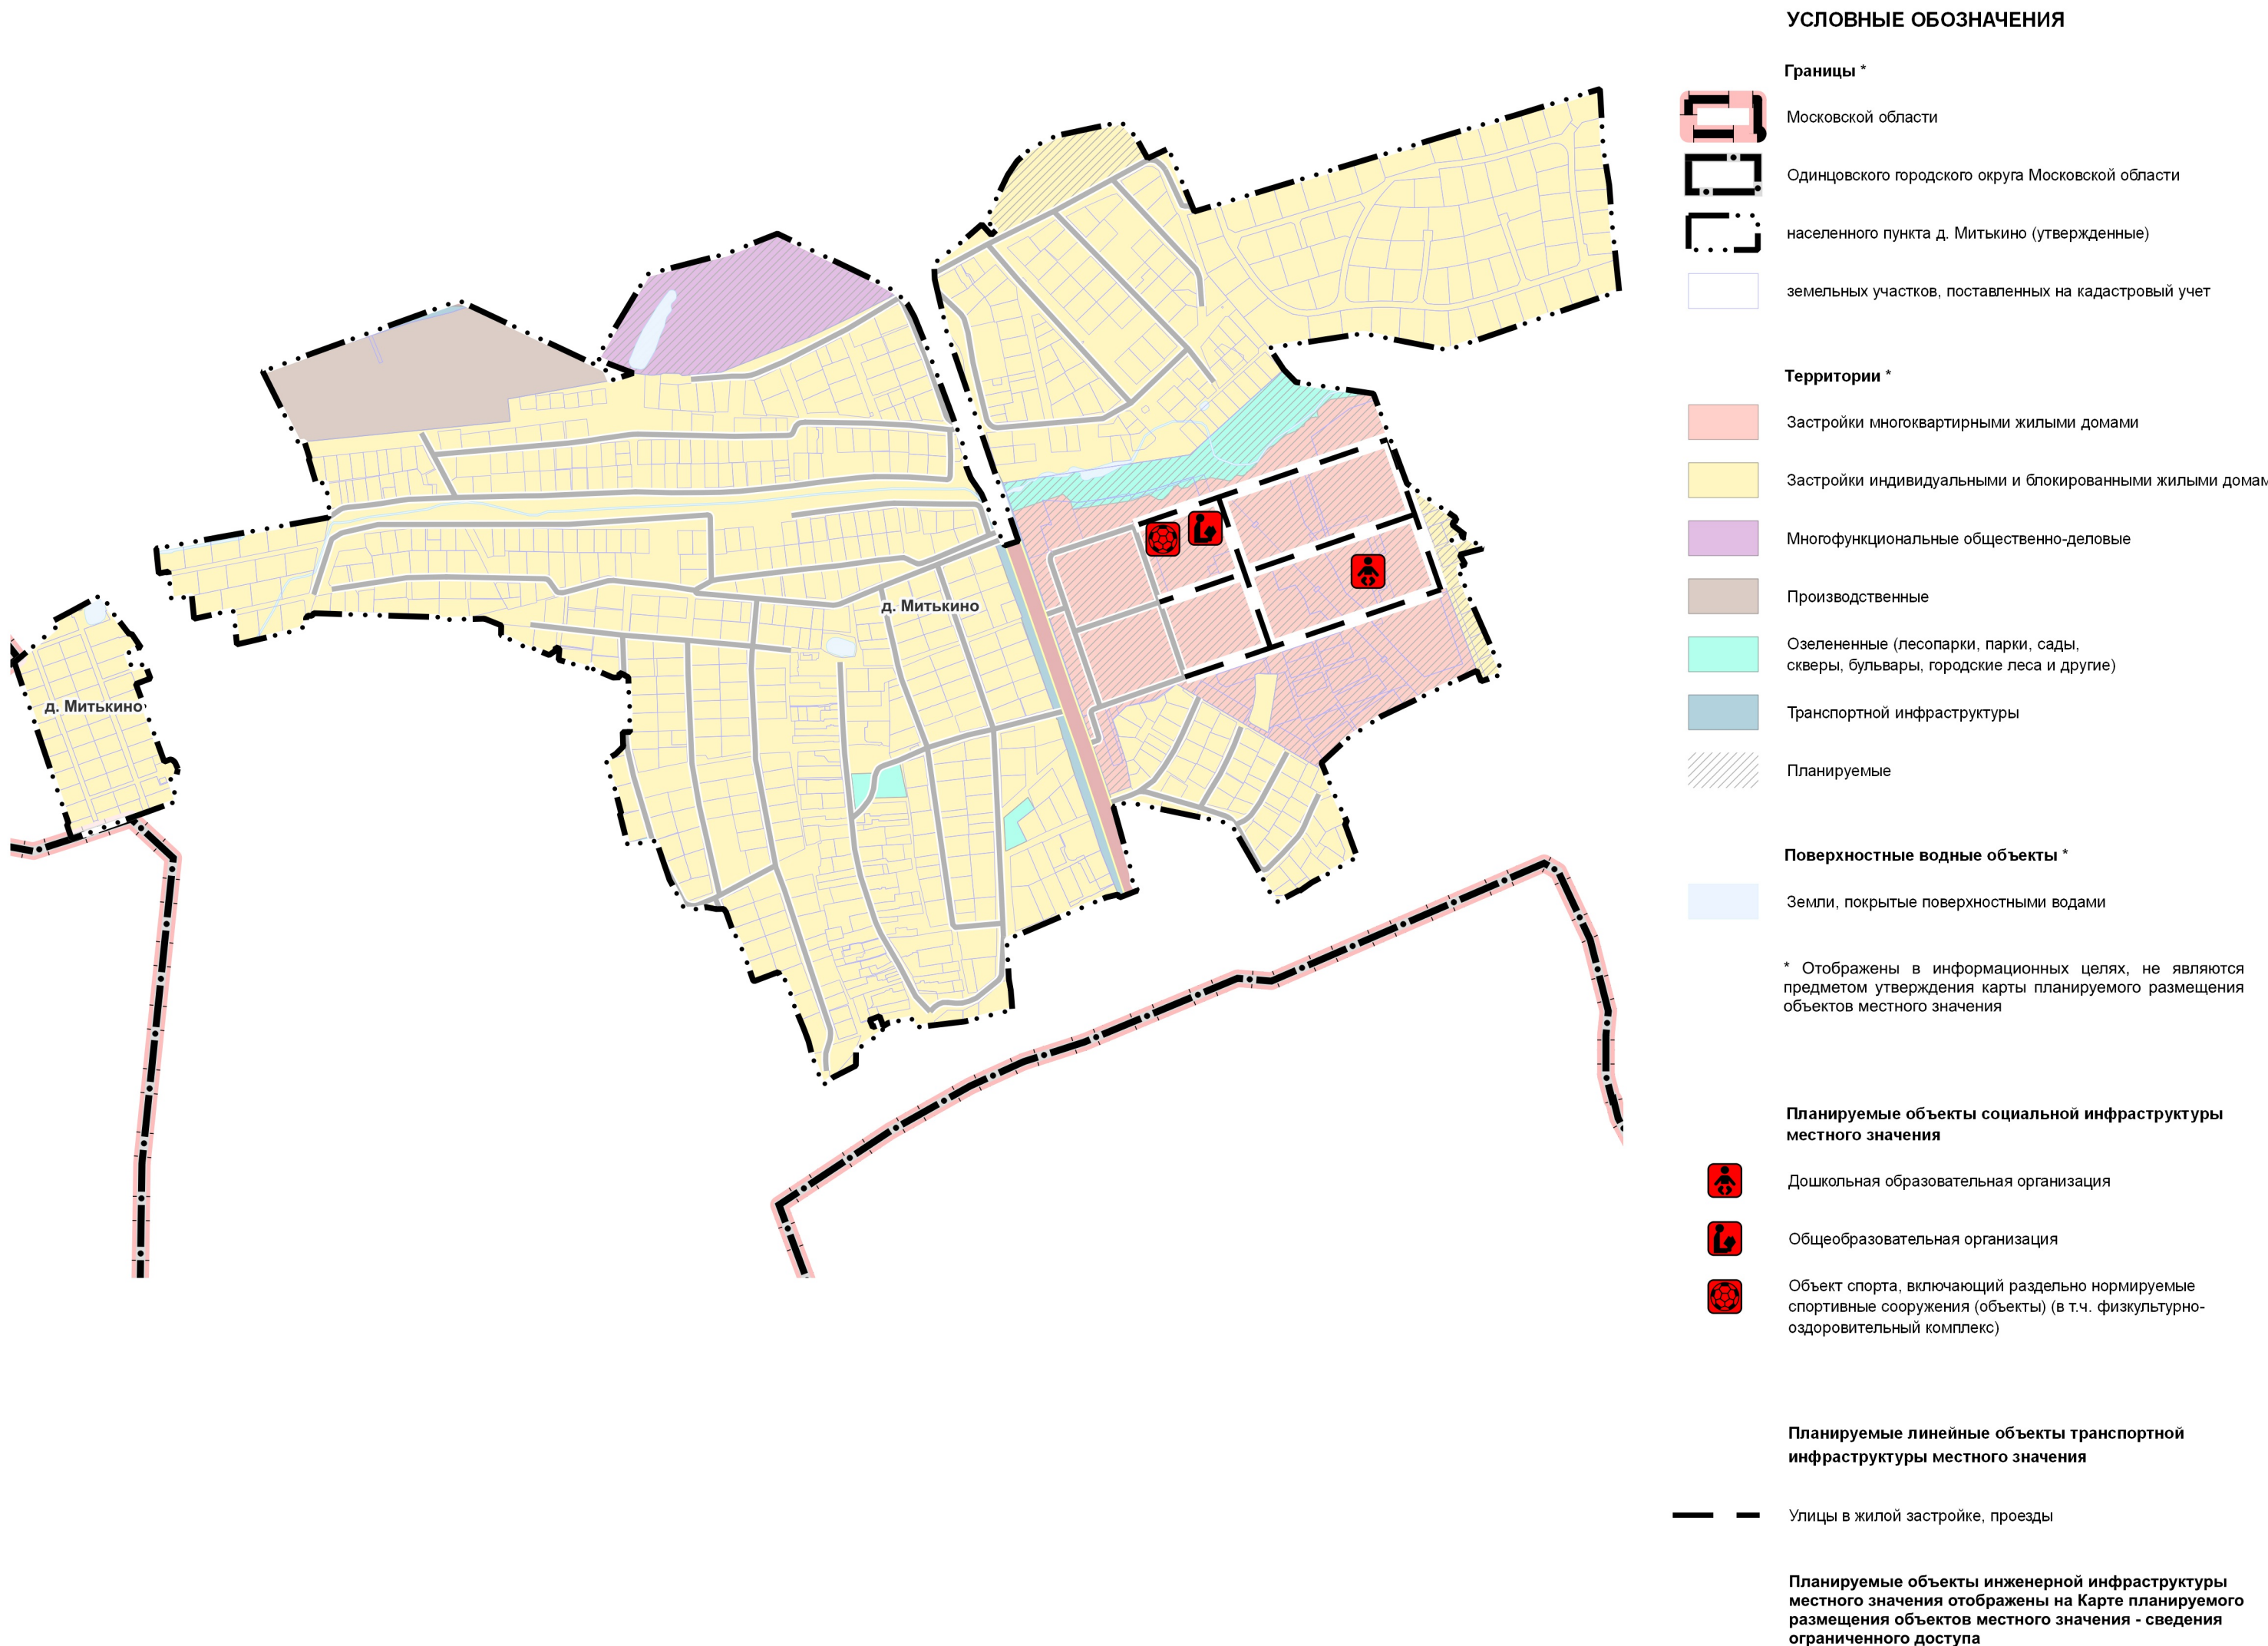 УСЛОВНЫЕ ОБОЗНАЧЕНИЯ
Границы *
Московской области
Одинцовского городского округа Московской области
населенного пункта д. Митькино (утвержденные)
земельных участков, поставленных на кадастровый учет
Территории *
Застройки многоквартирными жилыми домами
Застройки индивидуальными и блокированными жилыми домам
Многофункциональные общественно-деловые
Производственные
Озелененные (лесопарки, парки, сады,
скверы, бульвары, городские леса и другие)
Транспортной инфраструктуры
Планируемые
Поверхностные водные объекты *
Земли, покрытые поверхностными водами
* Отображены в информационных целях, не являются
предметом утверждения карты планируемого размещения
объектов местного значения
Планируемые объекты социальной инфраструктуры
местного значения
Дошкольная образовательная организация
Общеобразовательная организация
Объект спорта, включающий раздельно нормируемые
спортивные сооружения (объекты) (в т.ч. физкультурно-
оздоровительный комплекс)
Планируемые линейные объекты транспортной
инфраструктуры местного значения
Улицы в жилой застройке, проезды
Планируемые объекты инженерной инфраструктуры
местного значения отображены на Карте планируемого
размещения объектов местного значения - сведения
ограниченного доступа
д. Митькино
д. Митькино